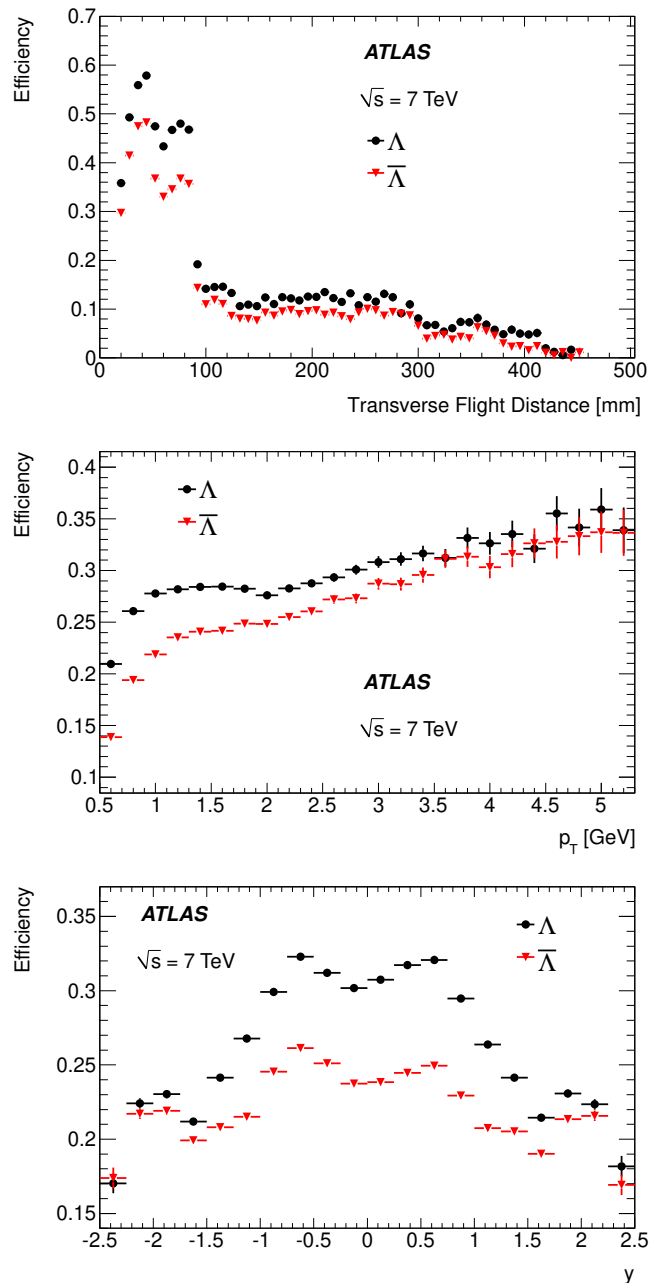 Efficiency
0.7
0.6
0.5
0.4
0.3
0.2
0.1
0
ATLAS
√s = 7 TeV
Λ
Λ̅
0 100 200 300 400 500
Transverse Flight Distance [mm]
Efficiency
0.4
0.35
0.3
0.25
0.2
0.15
0.1
Λ
Λ̅
ATLAS
√s = 7 TeV
0.5 1 1.5 2 2.5 3 3.5 4 4.5 5
p_T [GeV]
Efficiency
0.35
0.3
0.25
0.2
0.15
ATLAS
√s = 7 TeV
Λ
Λ̅
-2.5 -2 -1.5 -1 -0.5 0 0.5 1 1.5 2 2.5
y